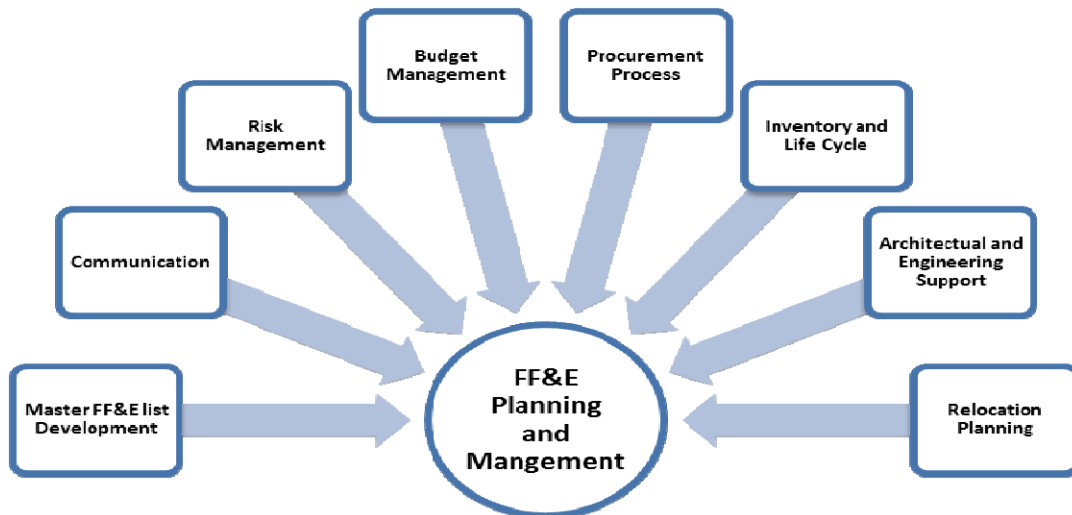 Budget
Management
Procurement
Process
Risk
Management
Inventory and
Life Cycle
Communication
Architectual and
Engineering
Support
Master FF&E list
Development
FF&E
Planning
and
Mangement
Relocation
Planning